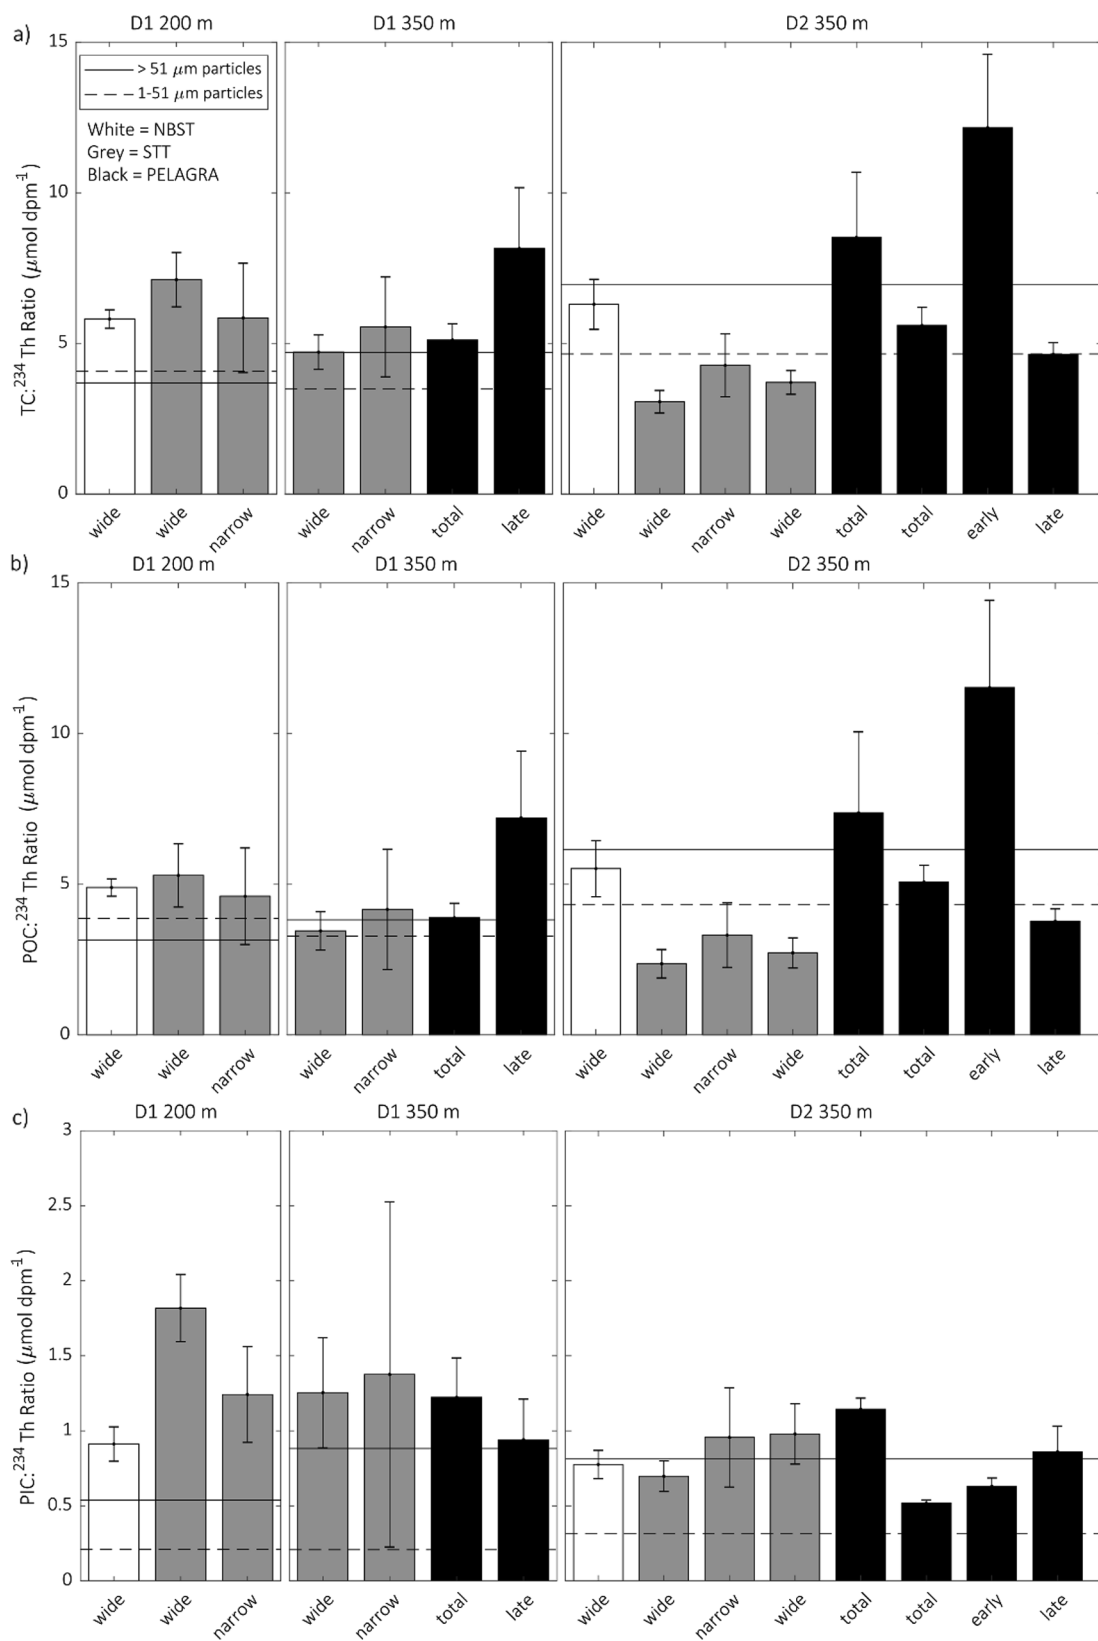 a)
D1 200 m
D1 350 m
D2 350 m
TC:²³⁴Th Ratio (μmol dpm⁻¹)
15
10
5
0
> 51 μm particles
1-51 μm particles
White = NBST
Grey = STT
Black = PELAGRA
wide wide narrow
wide narrow total late
wide wide narrow wide total total early late
b)
D1 200 m
D1 350 m
D2 350 m
POC:²³⁴Th Ratio (μmol dpm⁻¹)
15
10
5
0
wide wide narrow
wide narrow total late
wide wide narrow wide total total early late
c)
D1 200 m
D1 350 m
D2 350 m
PIC:²³⁴Th Ratio (μmol dpm⁻¹)
3
2.5
2
1.5
1
0.5
0
wide wide narrow
wide narrow total late
wide wide narrow wide total total early late